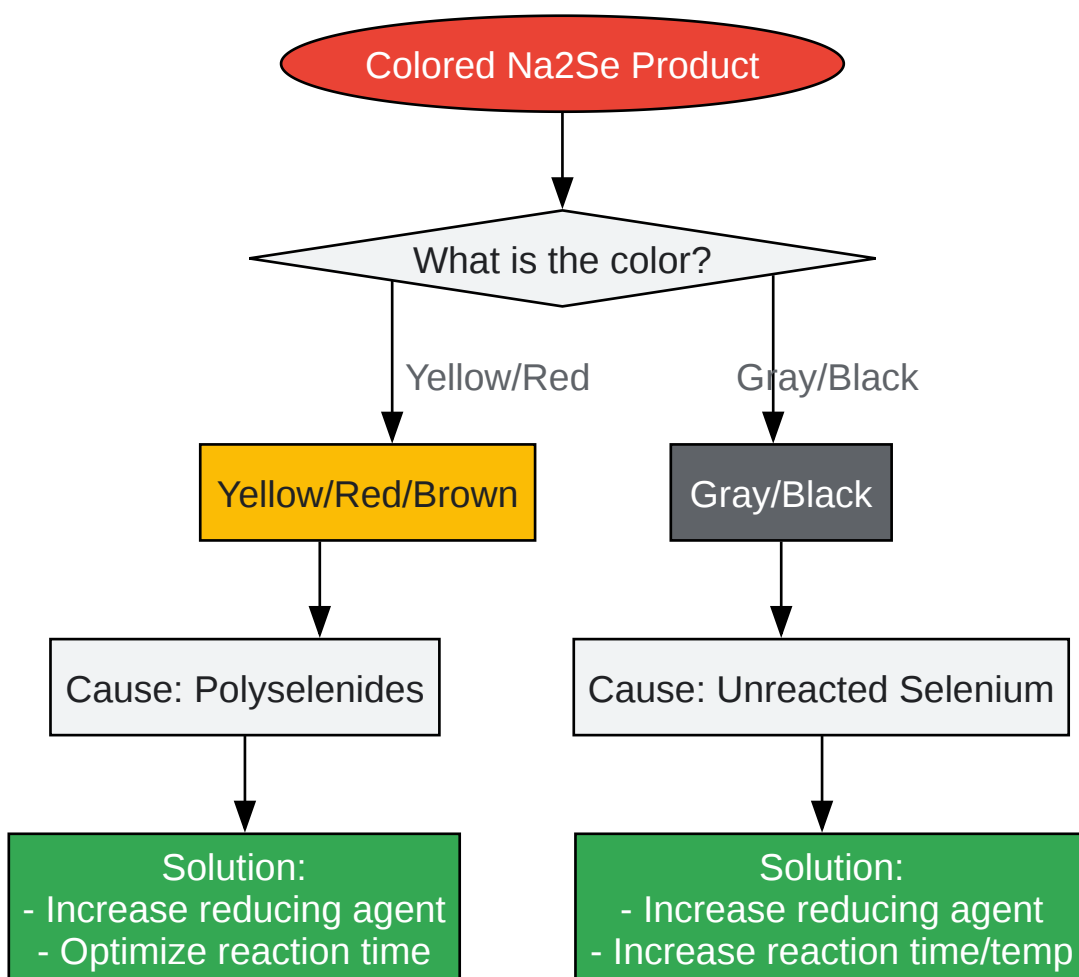 Colored Na2Se Product
What is the color?
Yellow/Red
Gray/Black
Yellow/Red/Brown
Gray/Black
Cause: Polyselenides
Cause: Unreacted Selenium
Solution:
- Increase reducing agent
- Optimize reaction time
Solution:
- Increase reducing agent
- Increase reaction time/temp